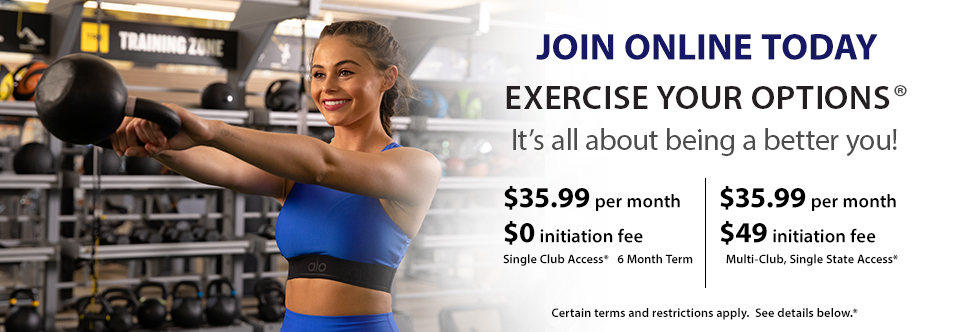 TRAINING ZONE
alo
JOIN ONLINE TODAY
EXERCISE YOUR OPTIONS®
It's all about being a better you!
$35.99 per month
$0 initiation fee
Single Club Access* 6 Month Term
$35.99 per month
$49 initiation fee
Multi-Club, Single State Access*
Certain terms and restrictions apply. See details below.*